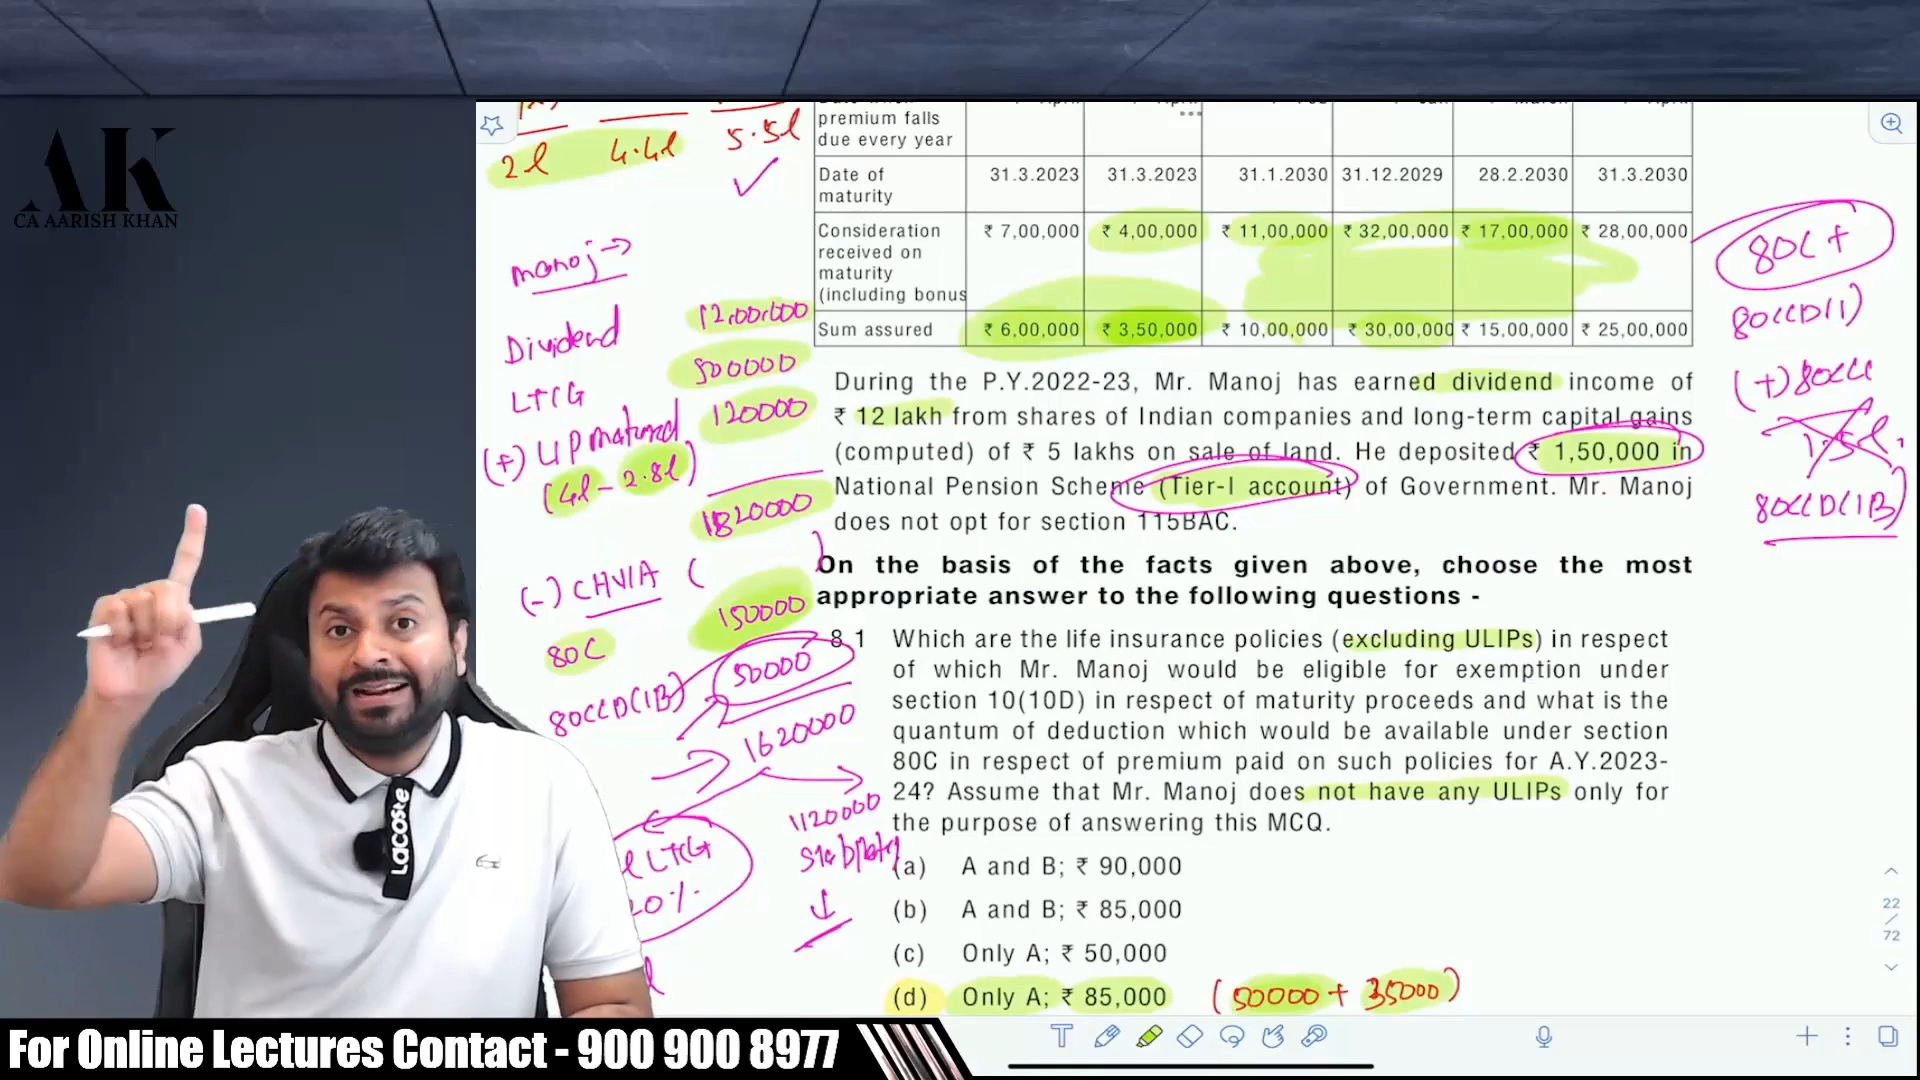 AK
CA AARISH KHAN
2l 4.4l 5.5l
premium falls
due every year
Date of
maturity
31.3.2023 31.3.2023 31.1.2030 31.12.2029 28.2.2030 31.3.2030
Consideration
received on
maturity
(including bonus
₹ 7,00,000 ₹ 4,00,000 ₹ 11,00,000 ₹ 32,00,000 ₹ 17,00,000 ₹ 28,00,000
Sum assured ₹ 6,00,000 ₹ 3,50,000 ₹ 10,00,000 ₹ 30,00,000 ₹ 15,00,000 ₹ 25,00,000
manoj →
Dividend 12,00,000
LTCG 500000
(+) LIP matured 120000
(4l - 2.8l)
1820000
(-) CHVIA (
80C 150000
80CCD(1B) 50000
1620000
1120000
l LTCG
20%
80C +
80CCD(1)
(+) 80CCC
1.5l.
80CCD(1B)
During the P.Y.2022-23, Mr. Manoj has earned dividend income of
₹ 12 lakh from shares of Indian companies and long-term capital gains
(computed) of ₹ 5 lakhs on sale of land. He deposited ₹ 1,50,000 in
National Pension Scheme (Tier-I account) of Government. Mr. Manoj
does not opt for section 115BAC.
On the basis of the facts given above, choose the most
appropriate answer to the following questions -
8.1 Which are the life insurance policies (excluding ULIPs) in respect
of which Mr. Manoj would be eligible for exemption under
section 10(10D) in respect of maturity proceeds and what is the
quantum of deduction which would be available under section
80C in respect of premium paid on such policies for A.Y.2023-
24? Assume that Mr. Manoj does not have any ULIPs only for
the purpose of answering this MCQ.
(a) A and B; ₹ 90,000
(b) A and B; ₹ 85,000
(c) Only A; ₹ 50,000
(d) Only A; ₹ 85,000 (50000 + 35000)
22
72
Lacoste
For Online Lectures Contact - 900 900 8977